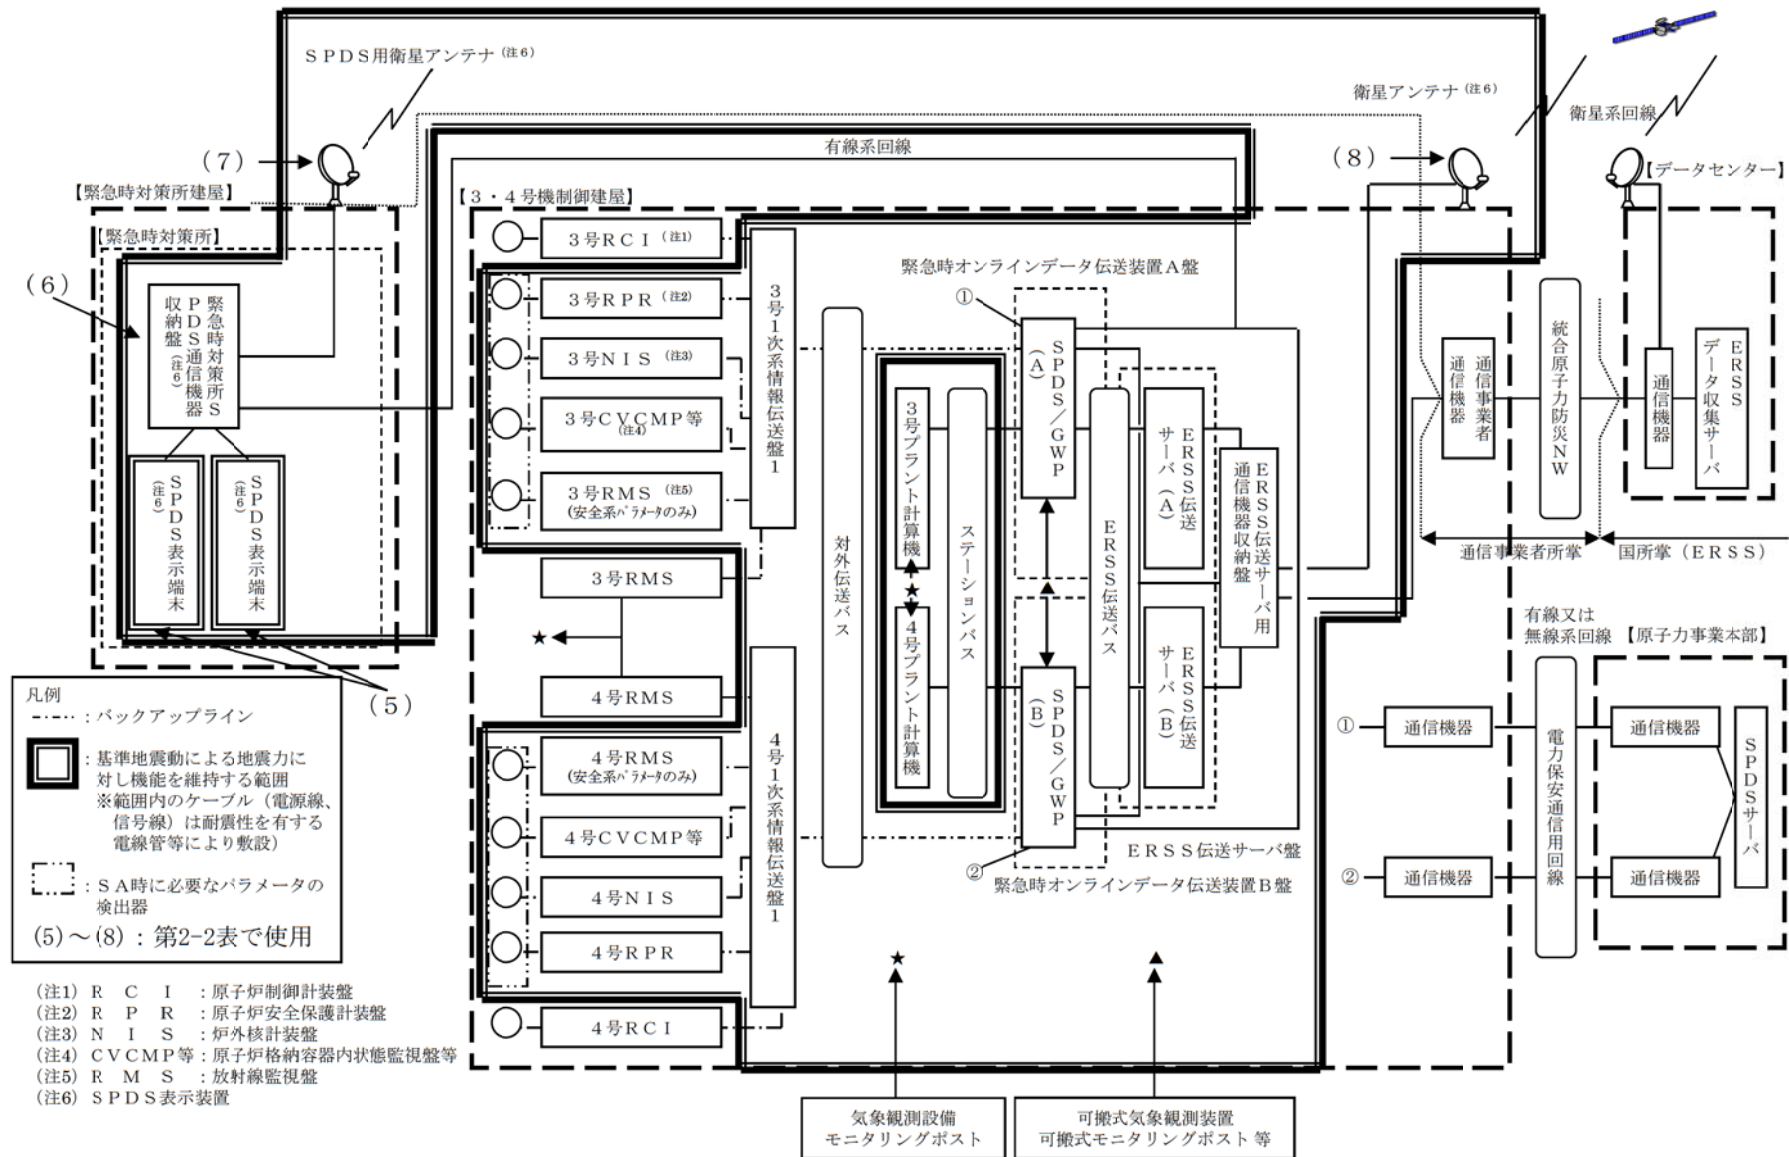 SPDS用衛星アンテナ(注6)
衛星アンテナ(注6)
衛星系回線
有線系回線
(7)
(8)
【緊急時対策所建屋】
【3・4号機制御建屋】
【データセンター】
【緊急時対策所】
(6)
緊急時対策所S
PDS通信機器
収納盤
(注6)
SPDS表示端末
(注6)
SPDS表示端末
(注6)
(5)
3号RCI (注1)
3号RPR (注2)
3号NIS (注3)
3号CVCMP等
(注4)
3号RMS (注5)
(安全系パラメータのみ)
3号RMS
★
4号RMS
4号RMS
(安全系パラメータのみ)
4号CVCMP等
4号NIS
4号RPR
4号RCI
3号1次系情報伝送盤1
4号1次系情報伝送盤1
対外伝送バス
緊急時オンラインデータ伝送装置A盤
①
3号プラント計算機
★
4号プラント計算機
ステーションバス
SPDS/GWP
(A)
▲
SPDS/GWP
(B)
②
緊急時オンラインデータ伝送装置B盤
ERSS伝送バス
ERSS伝送
サーバ(A)
ERSS伝送
サーバ(B)
ERSS伝送サーバ盤
ERSS伝送サーバ用
通信機器収納盤
通信事業者
通信機器
統合原子力防災NW
通信機器
ERSS
データ収集サーバ
通信事業者所掌
国所掌(ERSS)
有線又は
無線系回線
【原子力事業本部】
①
通信機器
②
通信機器
電力保安通信用回線
通信機器
通信機器
SPDSサーバ
★
▲
気象観測設備
モニタリングポスト
可搬式気象観測装置
可搬式モニタリングポスト 等
凡例
:バックアップライン
:基準地震動による地震力に
対し機能を維持する範囲
※範囲内のケーブル(電源線、
信号線)は耐震性を有する
電線管等により敷設)
:SA時に必要なパラメータの
検出器
(5)~(8):第2-2表で使用
(注1) R C I :原子炉制御計装盤
(注2) R P R :原子炉安全保護計装盤
(注3) N I S :炉外核計装盤
(注4) CVCMP等:原子炉格納容器内状態監視盤等
(注5) R M S :放射線監視盤
(注6) SPDS表示装置